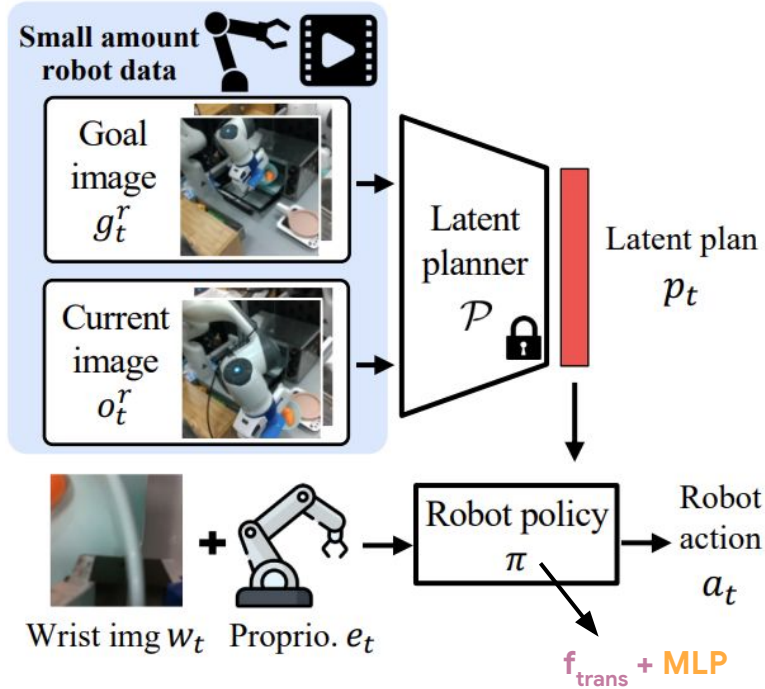 Small amount
robot data
Goal
image
g_t^r
Current
image
o_t^r
Latent
planner
𝒫
Latent plan
p_t
Wrist img w_t
+
Proprio. e_t
Robot policy
π
Robot
action
a_t
f_trans + MLP